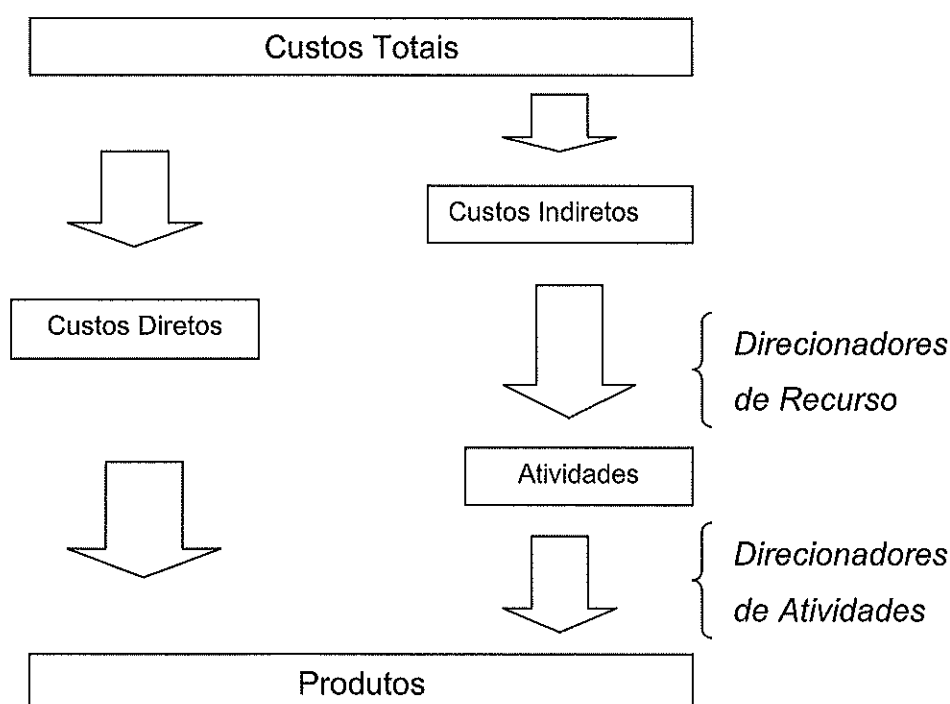 Custos Totais
Custos Indiretos
Custos Diretos
Direcionadores
de Recurso
Atividades
Direcionadores
de Atividades
Produtos